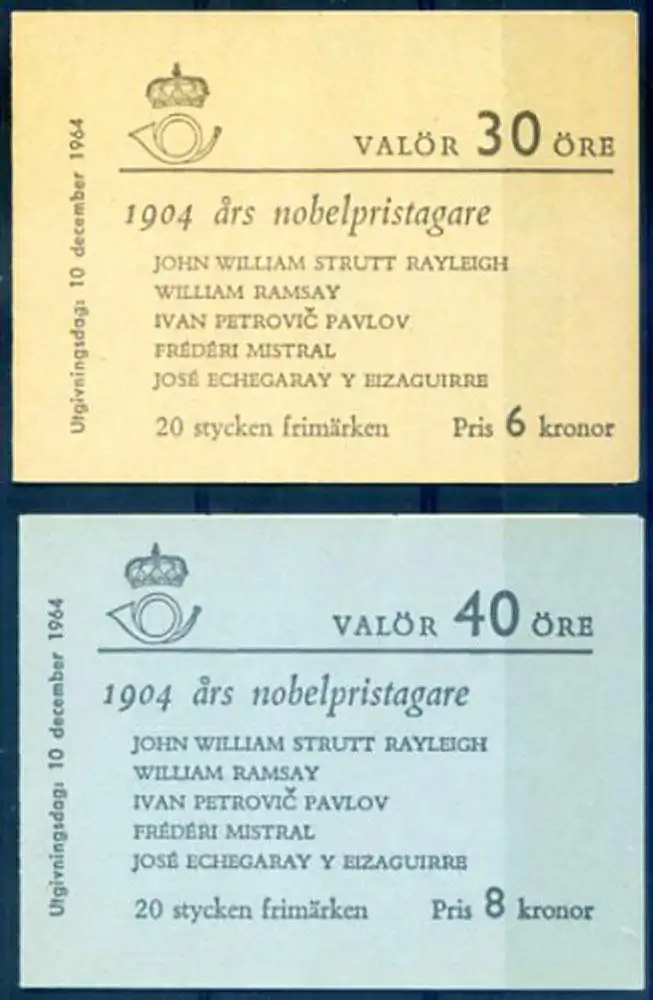 Utgivningsdag: 10 december 1964
VALÖR 30 ÖRE
1904 års nobelpristagare
JOHN WILLIAM STRUTT RAYLEIGH
WILLIAM RAMSAY
IVAN PETROVIČ PAVLOV
FRÉDÉRI MISTRAL
JOSÉ ECHEGARAY Y EIZAGUIRRE
20 stycken frimärken Pris 6 kronor
Utgivningsdag: 10 december 1964
VALÖR 40 ÖRE
1904 års nobelpristagare
JOHN WILLIAM STRUTT RAYLEIGH
WILLIAM RAMSAY
IVAN PETROVIČ PAVLOV
FRÉDÉRI MISTRAL
JOSÉ ECHEGARAY Y EIZAGUIRRE
20 stycken frimärken Pris 8 kronor